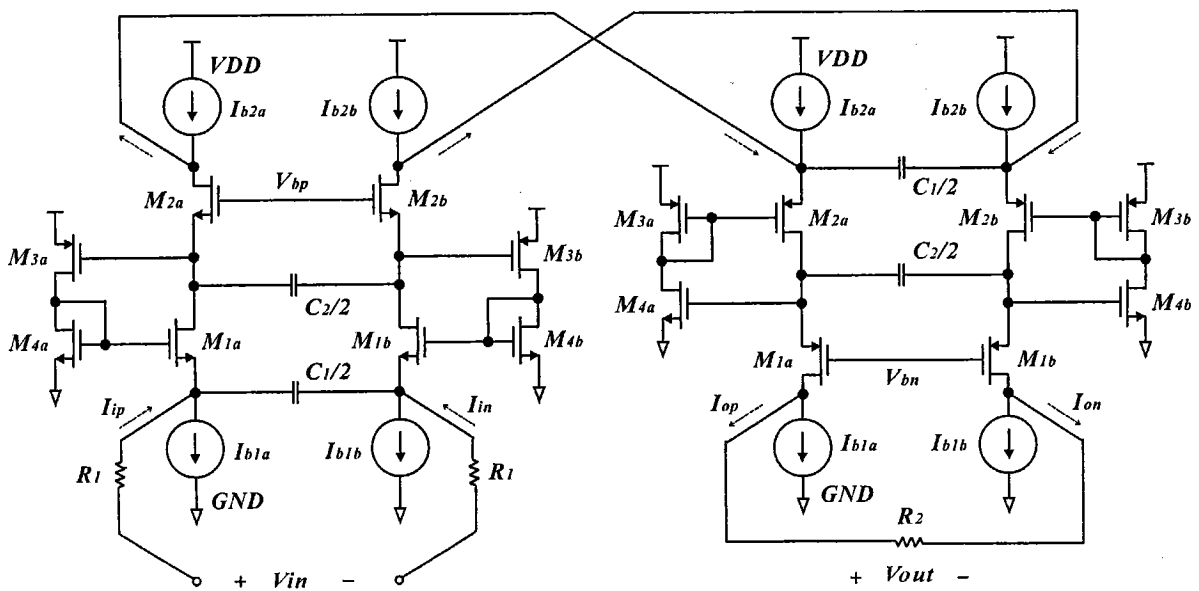 VDD VDD
Ib2a Ib2b Ib2a Ib2b
C1/2
Vbp
M2a M2b M3a M2a M2b M3b
M3a M3b
C2/2
C2/2 M4a M4b
M4a M1a M1b M4b
M1a Vbn M1b
C1/2
Iip Iin Iop Ion
R1 Ib1a Ib1b R1 Ib1a Ib1b
GND GND
R2
+ Vin - + Vout -